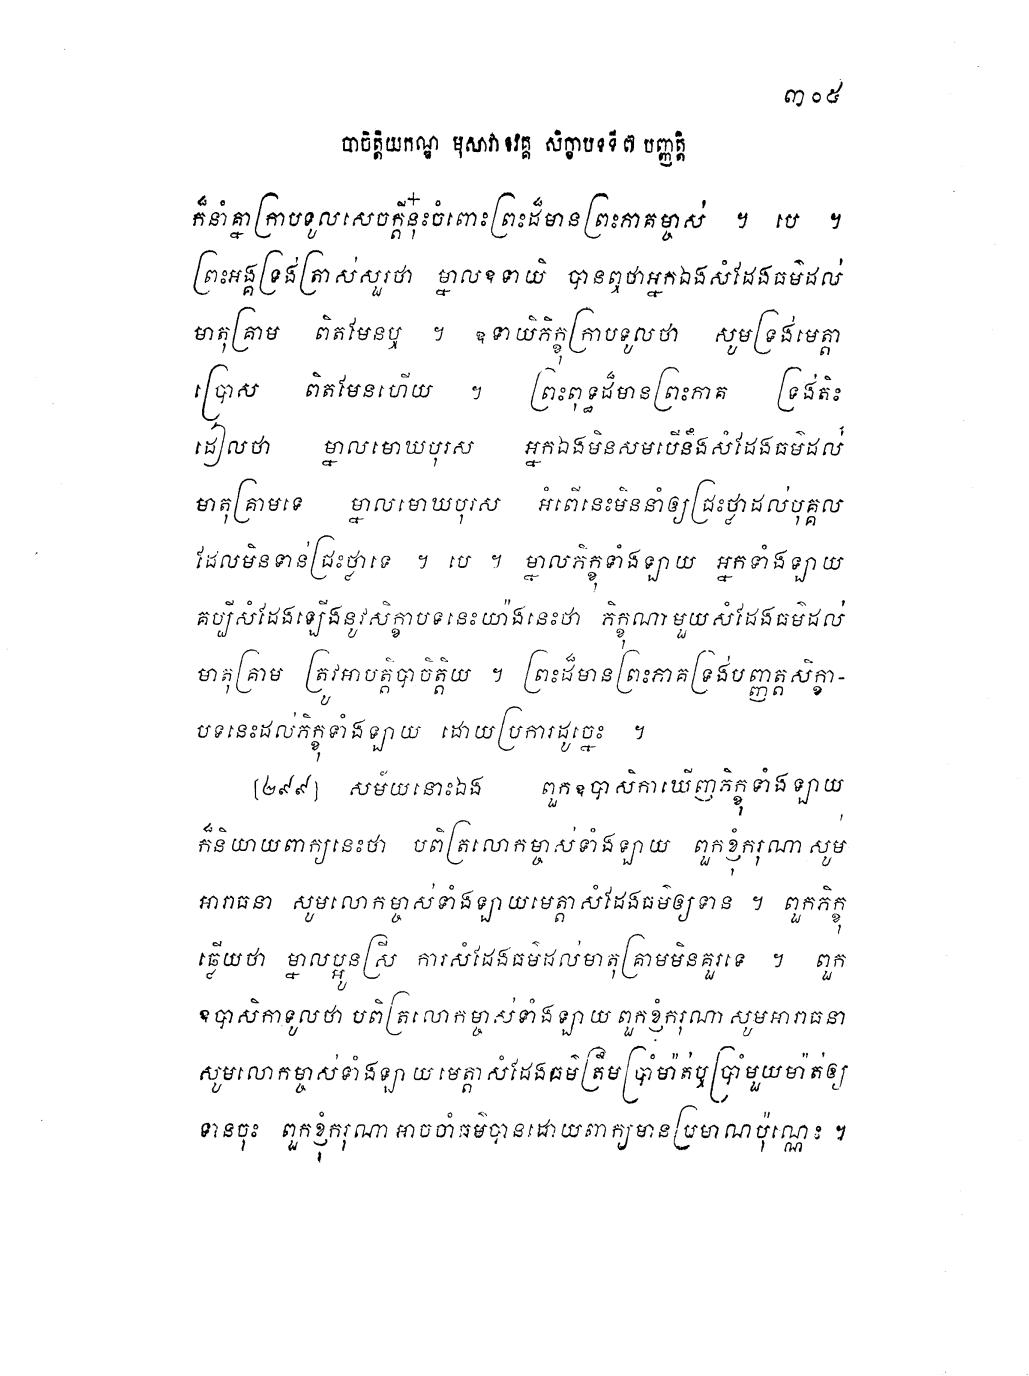 ៣០៥
បាចិត្តិយកណ្ឌ មុសាវាទវគ្គ សិក្ខាបទទី៧ បញ្ញត្តិ
ក៏នាំគ្នាក្រាបទូលសេចក្តីនុ៎ះចំពោះព្រះដ៏មានព្រះភាគម្ចាស់ ។ បេ ។
ព្រះអង្គទ្រង់ត្រាស់សួរថា ម្នាលឧទាយិ បានឮថាអ្នកឯងសំដែងធម៌ដល់
មាតុគ្រាម ពិតមែនឬ ។ ឧទាយិភិក្ខុក្រាបទូលថា សូមទ្រង់មេត្តា
ប្រោស ពិតមែនហើយ ។ ព្រះពុទ្ធដ៏មានព្រះភាគ ទ្រង់តិះ
ដៀលថា ម្នាលមោឃបុរស អ្នកឯងមិនសមបើនឹងសំដែងធម៌ដល់
មាតុគ្រាមទេ ម្នាលមោឃបុរស អំពើនេះមិននាំឲ្យជ្រះថ្លាដល់បុគ្គល
ដែលមិនទាន់ជ្រះថ្លាទេ ។ បេ ។ ម្នាលភិក្ខុទាំងឡាយ អ្នកទាំងឡាយ
គប្បីសំដែងឡើងនូវសិក្ខាបទនេះយ៉ាងនេះថា ភិក្ខុណាមួយសំដែងធម៌ដល់
មាតុគ្រាម ត្រូវអាបត្តិបាចិត្តិយ ។ ព្រះដ៏មានព្រះភាគទ្រង់បញ្ញត្តសិក្ខា-
បទនេះដល់ភិក្ខុទាំងឡាយ ដោយប្រការដូច្នេះ ។
[២៩៩] សម័យនោះឯង ពួកឧបាសិកាឃើញភិក្ខុទាំងឡាយ
ក៏និយាយពាក្យនេះថា បពិត្រលោកម្ចាស់ទាំងឡាយ ពួកខ្ញុំករុណាសូម
អារាធនា សូមលោកម្ចាស់ទាំងឡាយមេត្តាសំដែងធម៌ឲ្យទាន ។ ពួកភិក្ខុ
ឆ្លើយថា ម្នាលប្អូនស្រី ការសំដែងធម៌ដល់មាតុគ្រាមមិនគួរទេ ។ ពួក
ឧបាសិកាទូលថា បពិត្រលោកម្ចាស់ទាំងឡាយ ពួកខ្ញុំករុណា សូមអារាធនា
សូមលោកម្ចាស់ទាំងឡាយ មេត្តាសំដែងធម៌ត្រឹមប្រាំម៉ាត់ឬប្រាំមួយម៉ាត់ឲ្យ
ទានចុះ ពួកខ្ញុំករុណា អាចចាំធម៌បានដោយពាក្យមានប្រមាណប៉ុណ្ណេះ ។